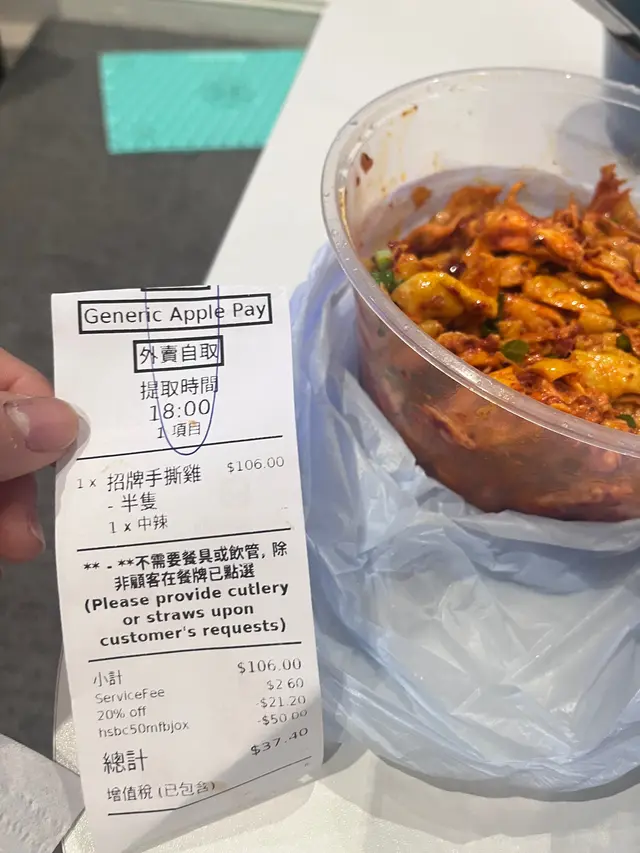 Generic Apple Pay
外賣自取
提取時間
18:00
1 項目
1 x 招牌手撕雞 $106.00
- 半隻
1 x 中辣
** - **不需要餐具或飲管, 除
非顧客在餐牌已點選
(Please provide cutlery
or straws upon
customer's requests)
小計 $106.00
ServiceFee $2.60
20% off -$21.20
hsbc50mfbjox -$50.00
總計 $37.40
增值稅 (已包含)